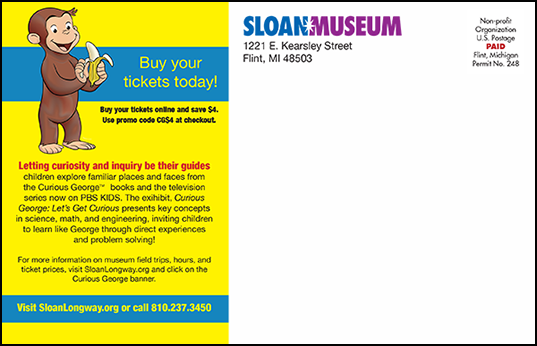 Buy your
tickets today!
Buy your tickets online and save $4.
Use promo code CG$4 at checkout.
Letting curiosity and inquiry be their guides
children explore familiar places and faces from
the Curious George™ books and the television
series now on PBS KIDS. The exhibit, Curious
George: Let's Get Curious presents key concepts
in science, math, and engineering, inviting children
to learn like George through direct experiences
and problem solving!
For more information on museum field trips, hours, and
ticket prices, visit SloanLongway.org and click on the
Curious George banner.
Visit SloanLongway.org or call 810.237.3450
SLOAN MUSEUM
1221 E. Kearsley Street
Flint, MI 48503
Non-profit
Organization
U.S. Postage
PAID
Flint, Michigan
Permit No. 248